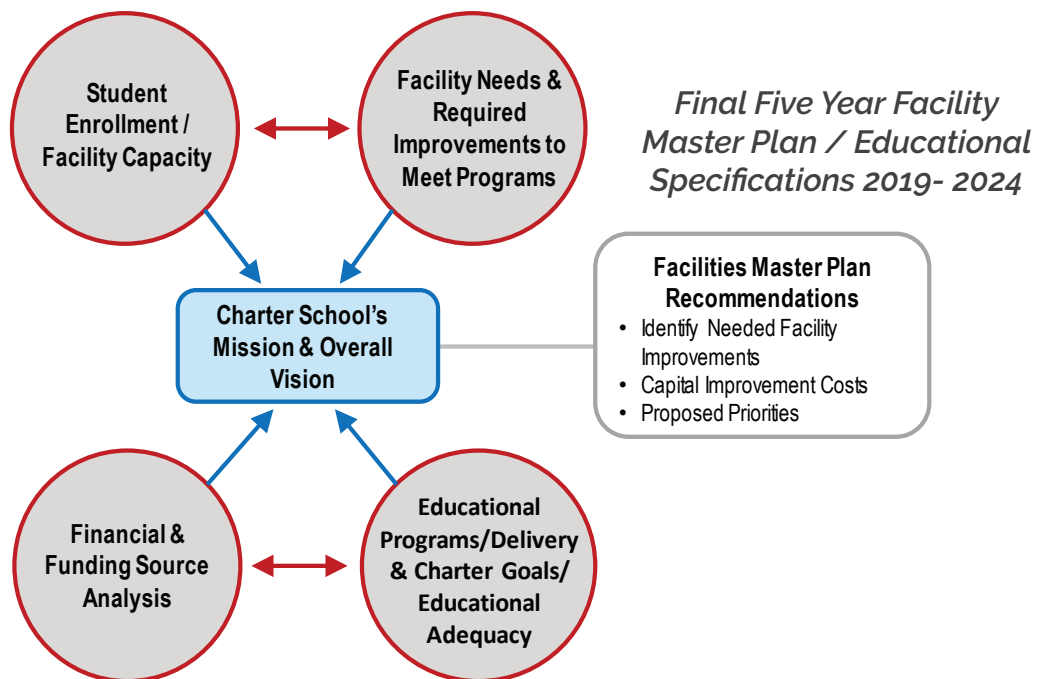 Student
Enrollment /
Facility Capacity
Facility Needs &
Required
Improvements to
Meet Programs
Final Five Year Facility
Master Plan / Educational
Specifications 2019- 2024
Charter School's
Mission & Overall
Vision
Facilities Master Plan
Recommendations
• Identify Needed Facility
Improvements
• Capital Improvement Costs
• Proposed Priorities
Financial &
Funding Source
Analysis
Educational
Programs/Delivery
& Charter Goals/
Educational
Adequacy